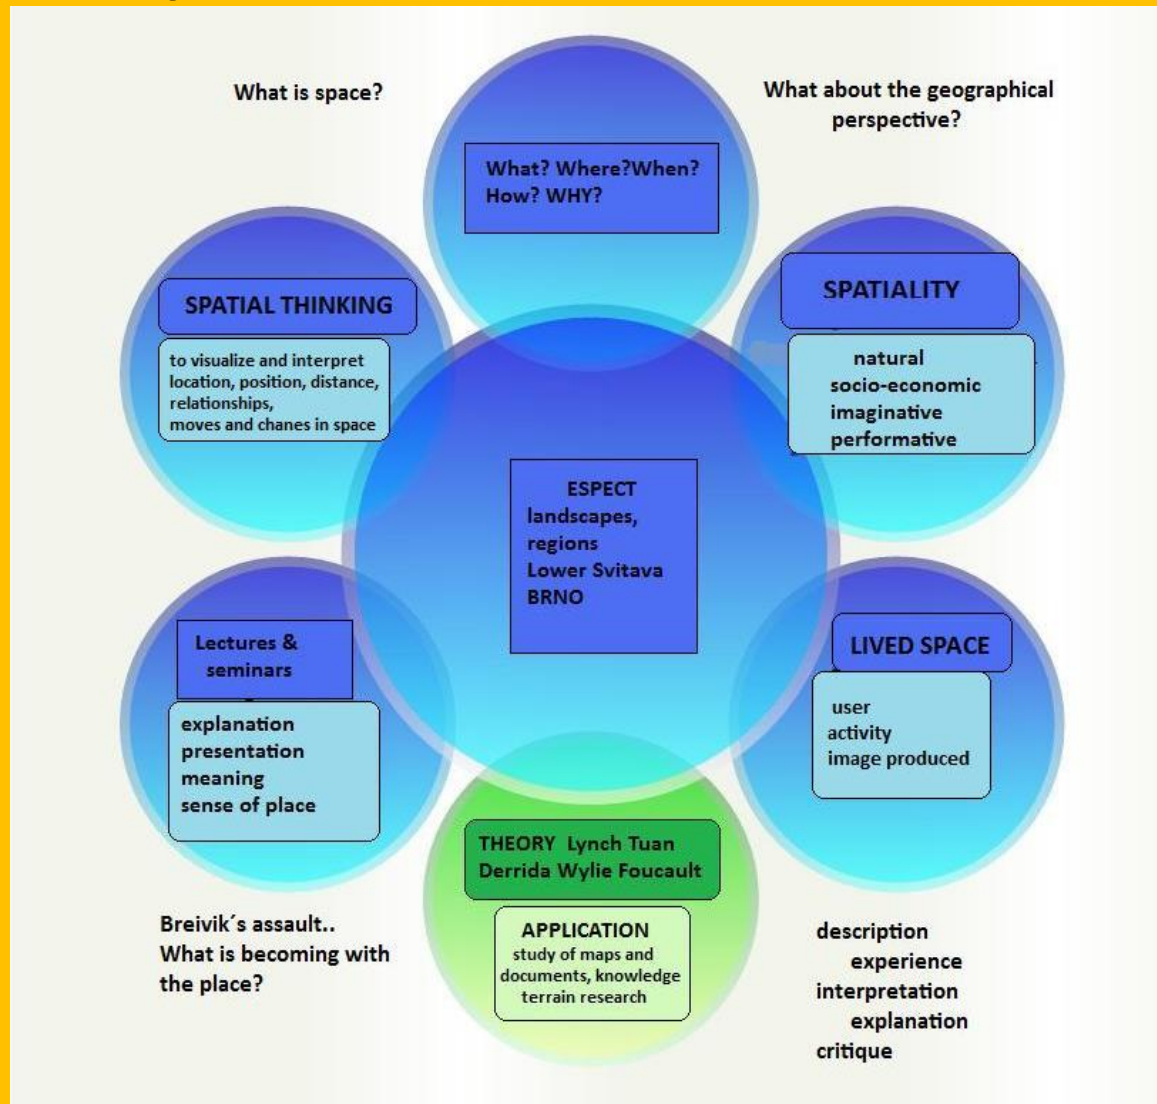 What is space?
What about the geographical
perspective?
What? Where?When?
How? WHY?
SPATIAL THINKING
to visualize and interpret
location, position, distance,
relationships,
moves and chanes in space
SPATIALITY
natural
socio-economic
imaginative
performative
ESPECT
landscapes,
regions
Lower Svitava
BRNO
Lectures &
seminars
explanation
presentation
meaning
sense of place
LIVED SPACE
user
activity
image produced
THEORY Lynch Tuan
Derrida Wylie Foucault
APPLICATION
study of maps and
documents, knowledge
terrain research
Breivik´s assault..
What is becoming with
the place?
description
experience
interpretation
explanation
critique